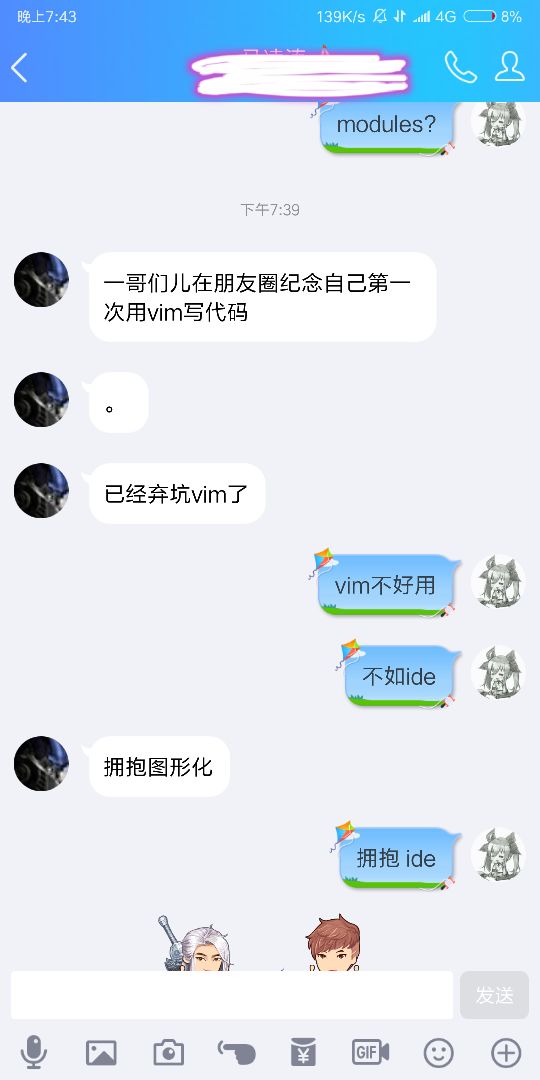 晚上7:43
139K/s 4G 8%
modules?
下午7:39
一哥们儿在朋友圈纪念自己第一
次用vim写代码
。
已经弃坑vim了
vim不好用
不如ide
拥抱图形化
拥抱 ide
发送
¥
GIF